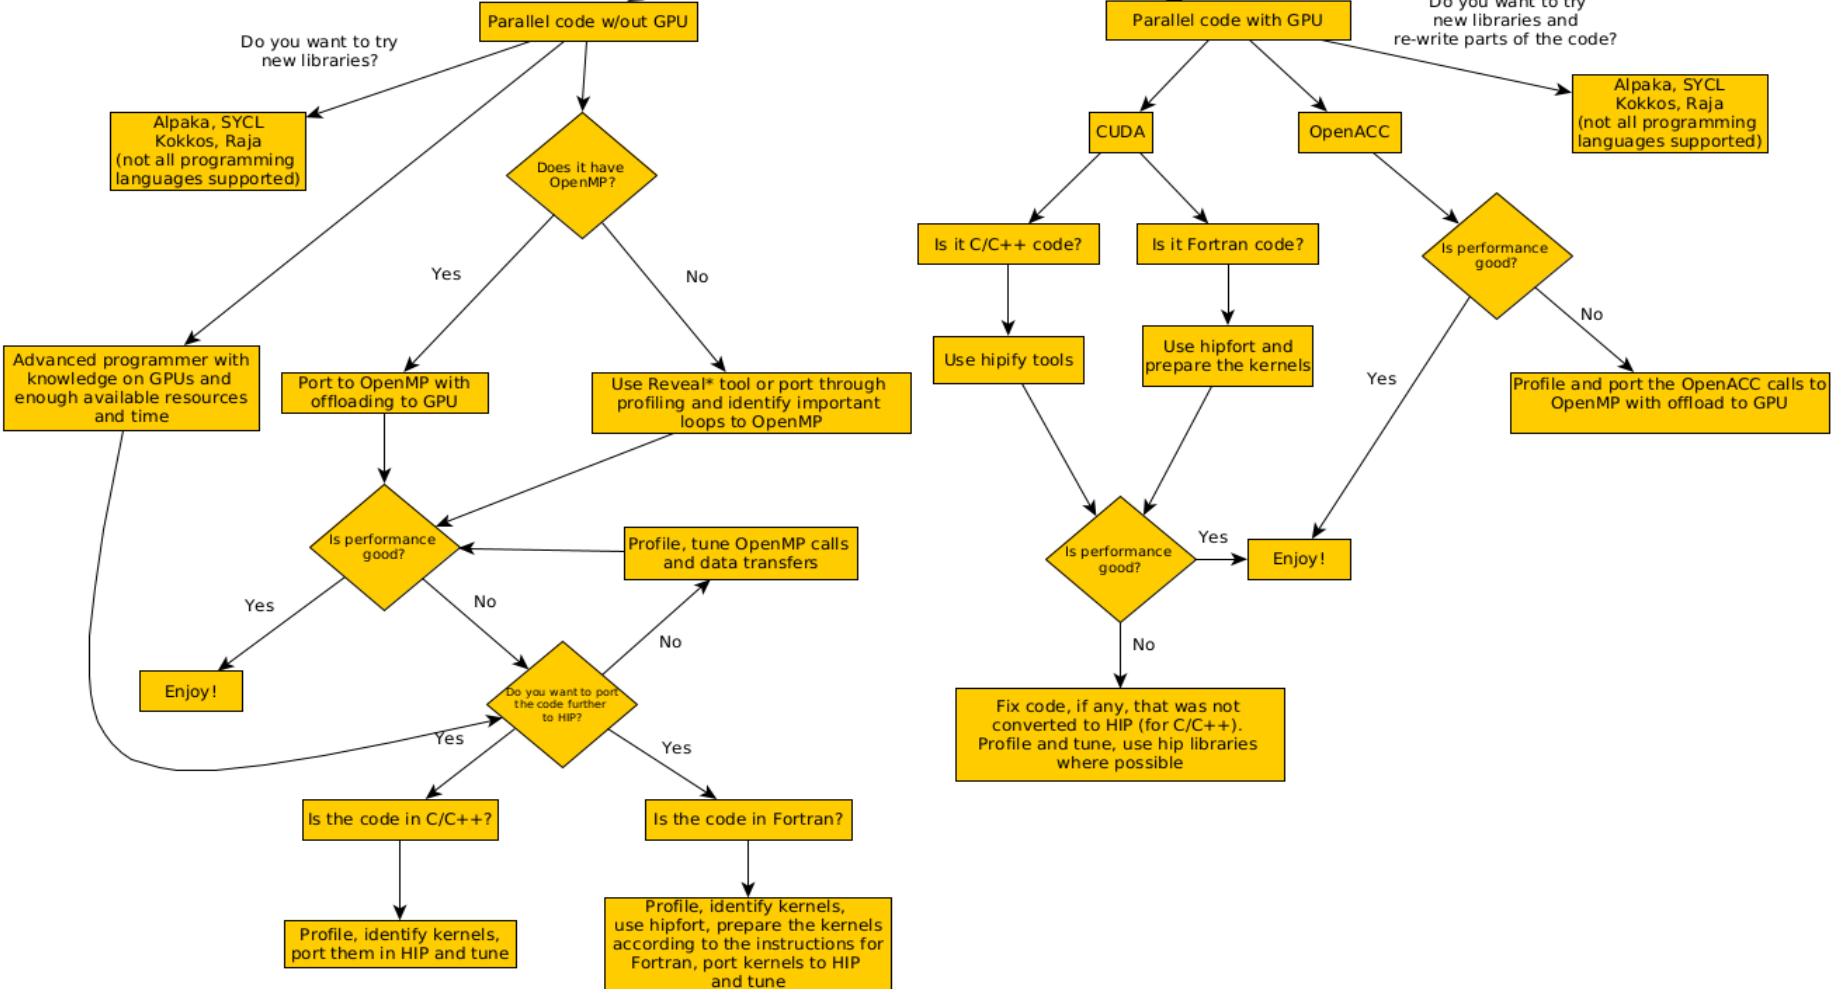 Parallel code w/out GPU
Do you want to try
new libraries?
Alpaka, SYCL
Kokkos, Raja
(not all programming
languages supported)
Does it have
OpenMP?
Yes
No
Advanced programmer with
knowledge on GPUs and
enough available resources
and time
Port to OpenMP with
offloading to GPU
Use Reveal* tool or port through
profiling and identify important
loops to OpenMP
Is performance
good?
Profile, tune OpenMP calls
and data transfers
Yes
No
No
Enjoy!
Do you want to port
the code further
to HIP?
Yes
Yes
Is the code in C/C++?
Is the code in Fortran?
Profile, identify kernels,
port them in HIP and tune
Profile, identify kernels,
use hipfort, prepare the kernels
according to the instructions for
Fortran, port kernels to HIP
and tune
Parallel code with GPU
Do you want to try
new libraries and
re-write parts of the code?
Alpaka, SYCL
Kokkos, Raja
(not all programming
languages supported)
CUDA
OpenACC
Is it C/C++ code?
Is it Fortran code?
Is performance
good?
No
Use hipify tools
Use hipfort and
prepare the kernels
Yes
Profile and port the OpenACC calls to
OpenMP with offload to GPU
Is performance
good?
Yes
Enjoy!
No
Fix code, if any, that was not
converted to HIP (for C/C++).
Profile and tune, use hip libraries
where possible